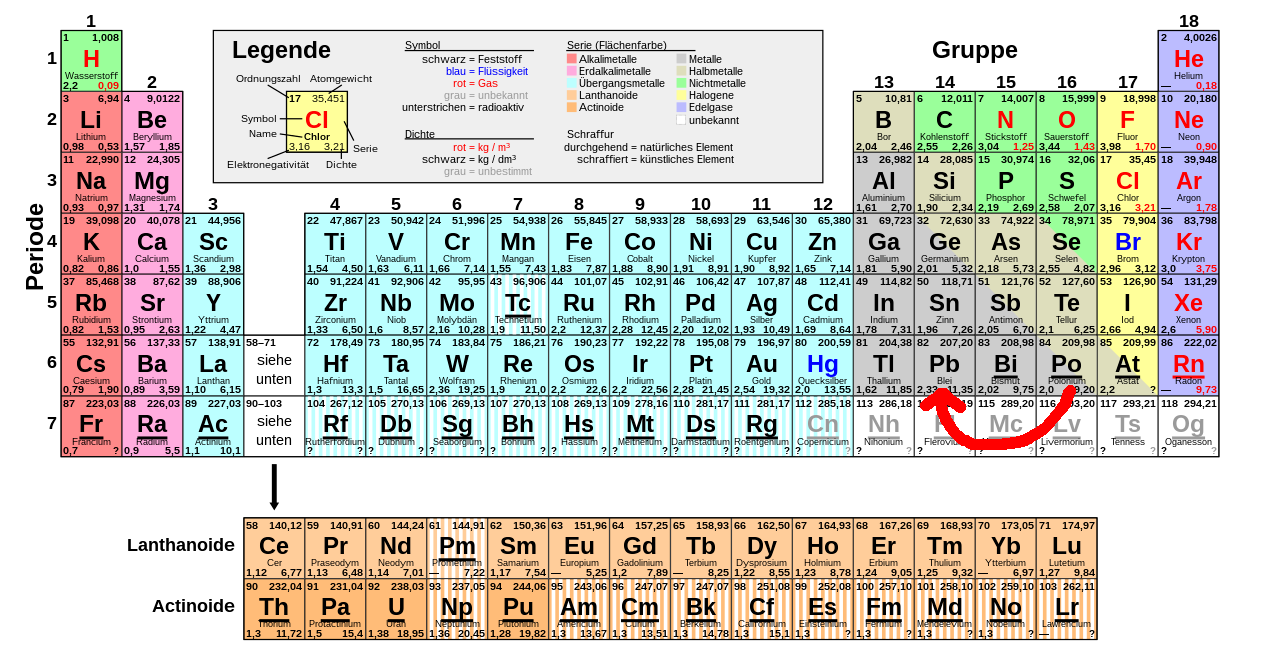 1 18
Legende
Ordnungszahl Atomgewicht
17 35,451
Symbol Cl
Name Chlor
3,16 3,21 Serie
Elektronegativität Dichte
Symbol
schwarz = Feststoff
blau = Flüssigkeit
rot = Gas
grau = unbekannt
unterstrichen = radioaktiv
Dichte
rot = kg / m³
schwarz = kg / dm³
grau = unbestimmt
Serie (Flächenfarbe)
Alkalimetalle Metalle
Erdalkalimetalle Halbmetalle
Übergangsmetalle Nichtmetalle
Lanthanoide Halogene
Actinoide Edelgase
unbekannt
Schraffur
durchgehend = natürliches Element
schraffiert = künstliches Element
Gruppe
Periode
1 1 1,008 2 4,0026
H He
Wasserstoff Helium
2,2 0,09 — 0,18
2 13 14 15 16 17
2 3 6,94 4 9,0122 5 10,81 6 12,011 7 14,007 8 15,999 9 18,998 10 20,180
Li Be B C N O F Ne
Lithium Beryllium Bor Kohlenstoff Stickstoff Sauerstoff Fluor Neon
0,98 0,53 1,57 1,85 2,04 2,46 2,55 2,26 3,04 1,25 3,44 1,43 3,98 1,70 — 0,90
3 11 22,990 12 24,305 13 26,982 14 28,085 15 30,974 16 32,06 17 35,45 18 39,948
Na Mg Al Si P S Cl Ar
Natrium Magnesium Aluminium Silicium Phosphor Schwefel Chlor Argon
0,93 0,97 1,31 1,74 1,61 2,70 1,90 2,34 2,19 2,69 2,58 2,07 3,16 3,21 — 1,78
3 4 5 6 7 8 9 10 11 12
4 19 39,098 20 40,078 21 44,956 22 47,867 23 50,942 24 51,996 25 54,938 26 55,845 27 58,933 28 58,693 29 63,546 30 65,380 31 69,723 32 72,630 33 74,922 34 78,971 35 79,904 36 83,798
K Ca Sc Ti V Cr Mn Fe Co Ni Cu Zn Ga Ge As Se Br Kr
Kalium Calcium Scandium Titan Vanadium Chrom Mangan Eisen Cobalt Nickel Kupfer Zink Gallium Germanium Arsen Selen Brom Krypton
0,82 0,86 1,0 1,55 1,36 2,98 1,54 4,50 1,63 6,11 1,66 7,14 1,55 7,43 1,83 7,87 1,88 8,90 1,91 8,91 1,90 8,92 1,65 7,14 1,81 5,90 2,01 5,32 2,18 5,73 2,55 4,82 2,96 3,12 3,0 3,75
5 37 85,468 38 87,62 39 88,906 40 91,224 41 92,906 42 95,95 43 96,906 44 101,07 45 102,91 46 106,42 47 107,87 48 112,41 49 114,82 50 118,71 51 121,76 52 127,60 53 126,90 54 131,29
Rb Sr Y Zr Nb Mo Tc Ru Rh Pd Ag Cd In Sn Sb Te I Xe
Rubidium Strontium Yttrium Zirconium Niob Molybdän Technetium Ruthenium Rhodium Palladium Silber Cadmium Indium Zinn Antimon Tellur Iod Xenon
0,82 1,53 0,95 2,63 1,22 4,47 1,33 6,50 1,6 8,57 2,16 10,28 1,9 11,50 2,2 12,37 2,28 12,45 2,20 12,02 1,93 10,49 1,69 8,64 1,78 7,31 1,96 7,26 2,05 6,70 2,1 6,25 2,66 4,94 2,6 5,90
6 55 132,91 56 137,33 57 138,91 58–71 72 178,49 73 180,95 74 183,84 75 186,21 76 190,23 77 192,22 78 195,08 79 196,97 80 200,59 81 204,38 82 207,20 83 208,98 84 209,98 85 209,99 86 222,02
Cs Ba La siehe Hf Ta W Re Os Ir Pt Au Hg Tl Pb Bi Po At Rn
Caesium Barium Lanthan unten Hafnium Tantal Wolfram Rhenium Osmium Iridium Platin Gold Quecksilber Thallium Blei Bismut Polonium Astat Radon
0,79 1,90 0,89 3,59 1,10 6,15 1,3 13,3 1,5 16,65 2,36 19,25 1,9 21,0 2,2 22,6 2,2 22,56 2,28 21,45 2,54 19,32 2,0 13,55 1,62 11,85 2,33 11,35 2,02 9,75 2,0 2,2 ? — 9,73
7 87 223,03 88 226,03 89 227,03 90–103 104 267,12 105 270,13 106 269,13 107 270,13 108 269,13 109 278,16 110 281,17 111 281,17 112 285,18 113 286,18 115 289,20 116 117 293,21 118 294,21
Fr Ra Ac siehe Rf Db Sg Bh Hs Mt Ds Rg Cn Nh Mc Lv Ts Og
Francium Radium Actinium unten Rutherfordium Dubnium Seaborgium Bohrium Hassium Meitnerium Darmstadtium Roentgenium Copernicium Nihonium Flerovium Livermorium Tenness Oganesson
0,7 ? 0,9 5,5 1,1 10,1 ? ? ? ? ? ? ? ? ? ? ? ? ? ? ? ? ? ? ? ? ? ? ? ? ? ?
Lanthanoide
58 140,12 59 140,91 60 144,24 61 144,91 62 150,36 63 151,96 64 157,25 65 158,93 66 162,50 67 164,93 68 167,26 69 168,93 70 173,05 71 174,97
Ce Pr Nd Pm Sm Eu Gd Tb Dy Ho Er Tm Yb Lu
Cer Praseodym Neodym Promethium Samarium Europium Gadolinium Terbium Dysprosium Holmium Erbium Thulium Ytterbium Lutetium
1,12 6,77 1,13 6,48 1,14 7,01 — 7,22 1,17 7,54 — 5,25 1,2 7,89 — 8,25 1,22 8,55 1,23 8,78 1,24 9,05 1,25 9,32 — 6,97 1,27 9,84
Actinoide
90 232,04 91 231,04 92 238,03 93 237,05 94 244,06 95 243,06 96 247,07 97 247,07 98 251,08 99 252,08 100 257,10 101 258,10 102 259,10 103 262,11
Th Pa U Np Pu Am Cm Bk Cf Es Fm Md No Lr
Thorium Protactinium Uran Neptunium Plutonium Americium Curium Berkelium Californium Einsteinium Fermium Mendelevium Nobelium Lawrencium
1,3 11,72 1,5 15,4 1,38 18,95 1,36 20,45 1,28 19,82 1,3 13,67 1,3 13,51 1,3 14,78 1,3 15,1 1,3 ? 1,3 ? 1,3 ? 1,3 ? — ?